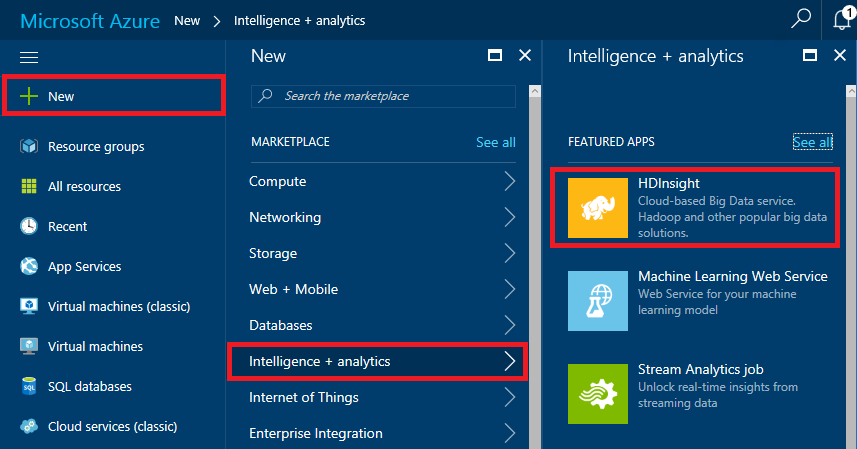 Microsoft Azure New > Intelligence + analytics
1
New
Resource groups
All resources
Recent
App Services
Virtual machines (classic)
Virtual machines
SQL databases
Cloud services (classic)
New
Search the marketplace
MARKETPLACE See all
Compute
Networking
Storage
Web + Mobile
Databases
Intelligence + analytics
Internet of Things
Enterprise Integration
Intelligence + analytics
FEATURED APPS See all
HDInsight
Cloud-based Big Data service.
Hadoop and other popular big data
solutions.
Machine Learning Web Service
Web Service for your machine
learning model
Stream Analytics job
Unlock real-time insights from
streaming data